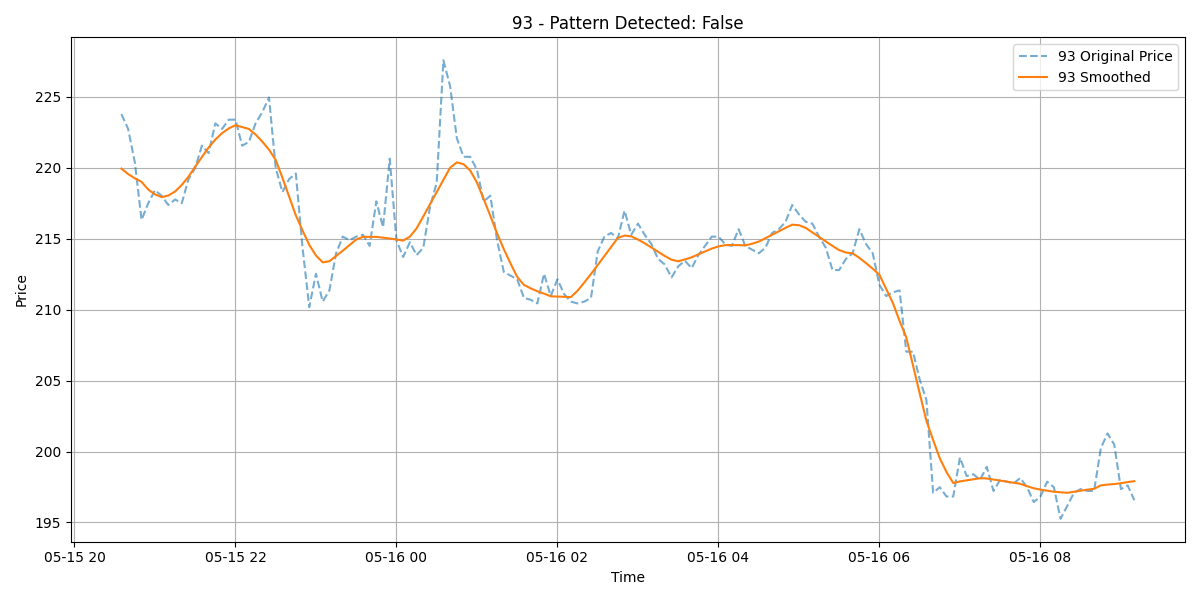 93 - Pattern Detected: False
93 Original Price
93 Smoothed
225
220
215
210
205
200
195
Price
05-15 20 05-15 22 05-16 00 05-16 02 05-16 04 05-16 06 05-16 08
Time